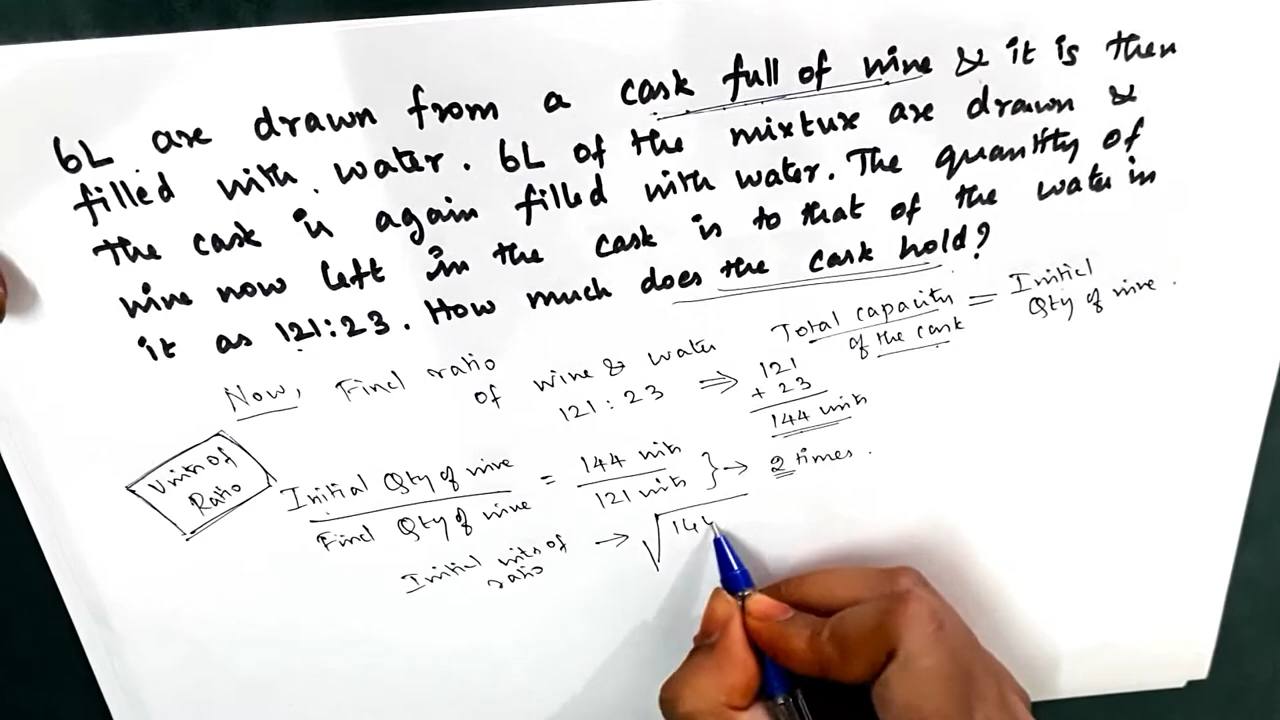 6L are drawn from a cask full of wine & it is then
filled with water. 6L of the mixture are drawn &
the cask is again filled with water. The quantity of
wine now left in the cask is to that of the water in
it as 121:23. How much does the cask hold?
Total capacity of the cask = Initial Qty of wine.
Now, Final ratio of wine & water
121 : 23 ⇒ 121
+ 23
144 units
Units of Ratio
Initial Qty of wine / Final Qty of wine = 144 units / 121 units } → 2 times.
Initial units of ratio → √144